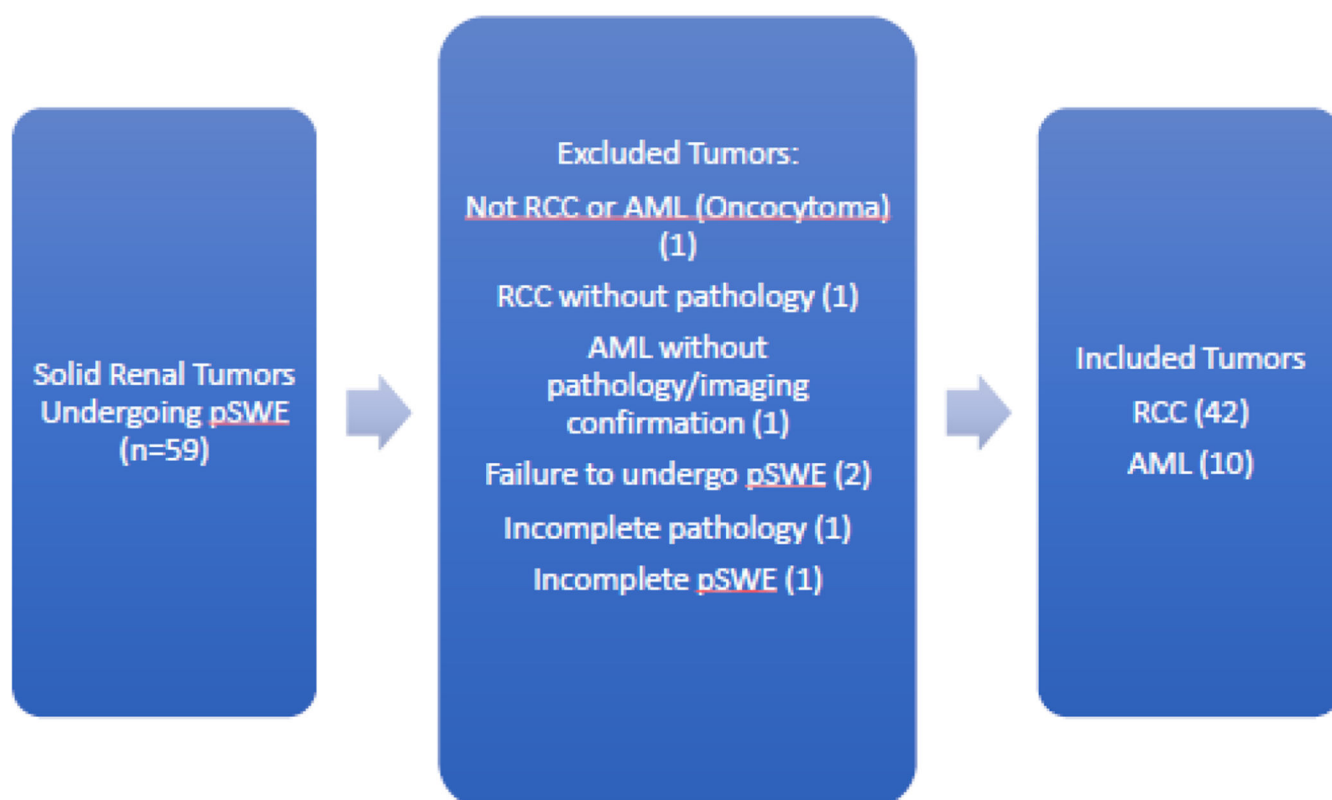 Solid Renal Tumors
Undergoing pSWE
(n=59)
Excluded Tumors:
Not RCC or AML (Oncocytoma)
(1)
RCC without pathology (1)
AML without
pathology/imaging
confirmation (1)
Failure to undergo pSWE (2)
Incomplete pathology (1)
Incomplete pSWE (1)
Included Tumors
RCC (42)
AML (10)